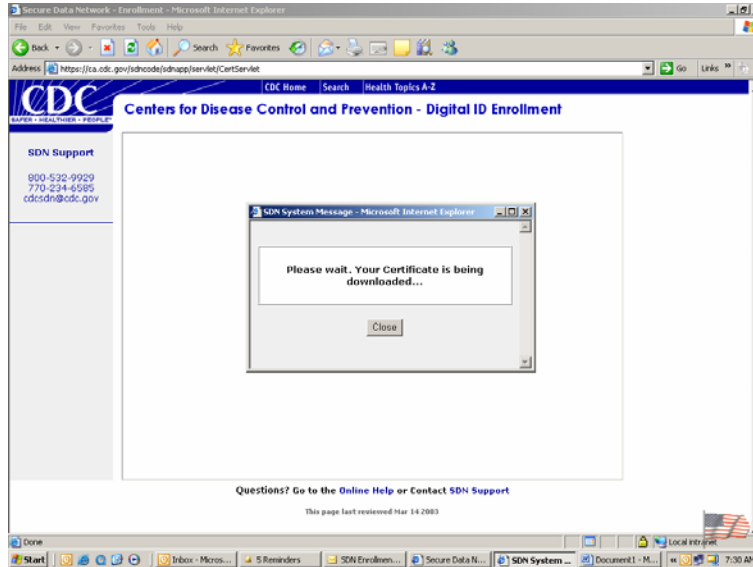 Secure Data Network - Enrollment - Microsoft Internet Explorer
File Edit View Favorites Tools Help
Back Search Favorites
Address https://ca.cdc.gov/sdncode/sdnapp/servlet/CertServlet Go Links »
CDC Home Search Health Topics A-Z
CDC
SAFER • HEALTHIER • PEOPLE™
Centers for Disease Control and Prevention - Digital ID Enrollment
SDN Support
800-532-9929
770-234-6585
cdcsdn@cdc.gov
SDN System Message - Microsoft Internet Explorer
Please wait. Your Certificate is being
downloaded...
Close
Questions? Go to the Online Help or Contact SDN Support
This page last reviewed Mar 14 2003
Done Local intranet
Start Inbox - Micros... 5 Reminders SDN Enrollmen... Secure Data N... SDN System ... Document1 - M... « 7:30 AM